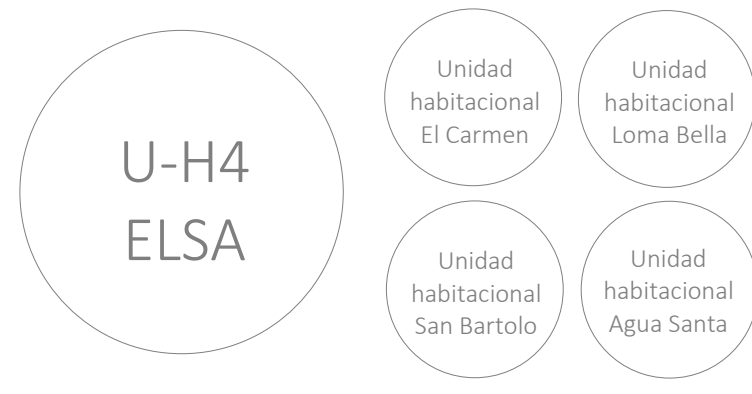 U-H4
ELSA
Unidad
habitacional
El Carmen
Unidad
habitacional
Loma Bella
Unidad
habitacional
San Bartolo
Unidad
habitacional
Agua Santa